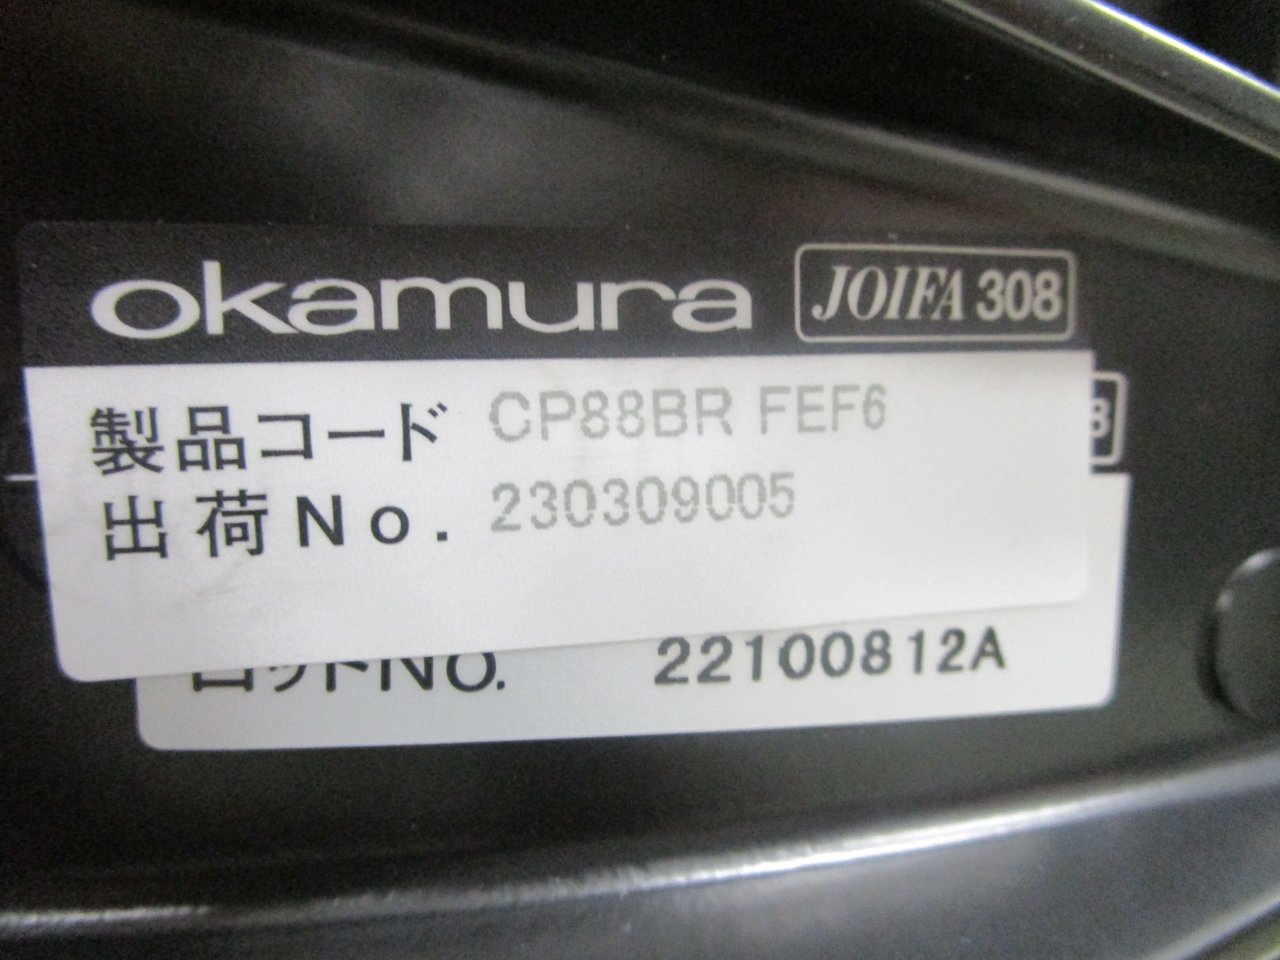 okamura JOIFA 308
製品コード CP88BR FEF6
出荷No. 230309005
ロットNO. 22100812A